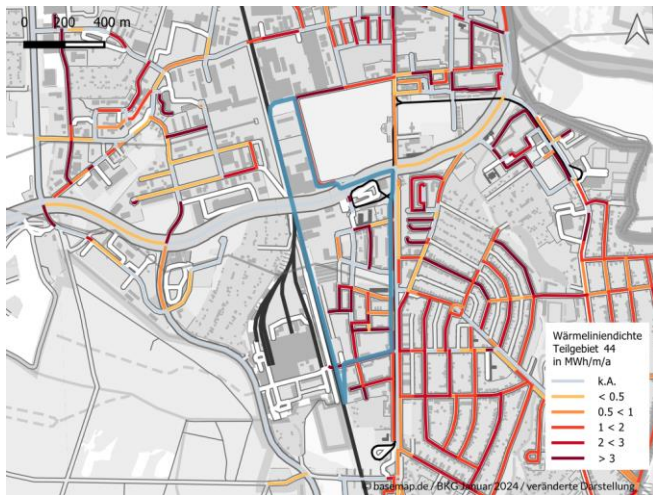 0 200 400 m
Wärmeliniendichte
Teilgebiet 44
in MWh/m/a
k.A.
< 0.5
0.5 < 1
1 < 2
2 < 3
> 3
© basemap.de / BKG Januar 2024 / veränderte Darstellung